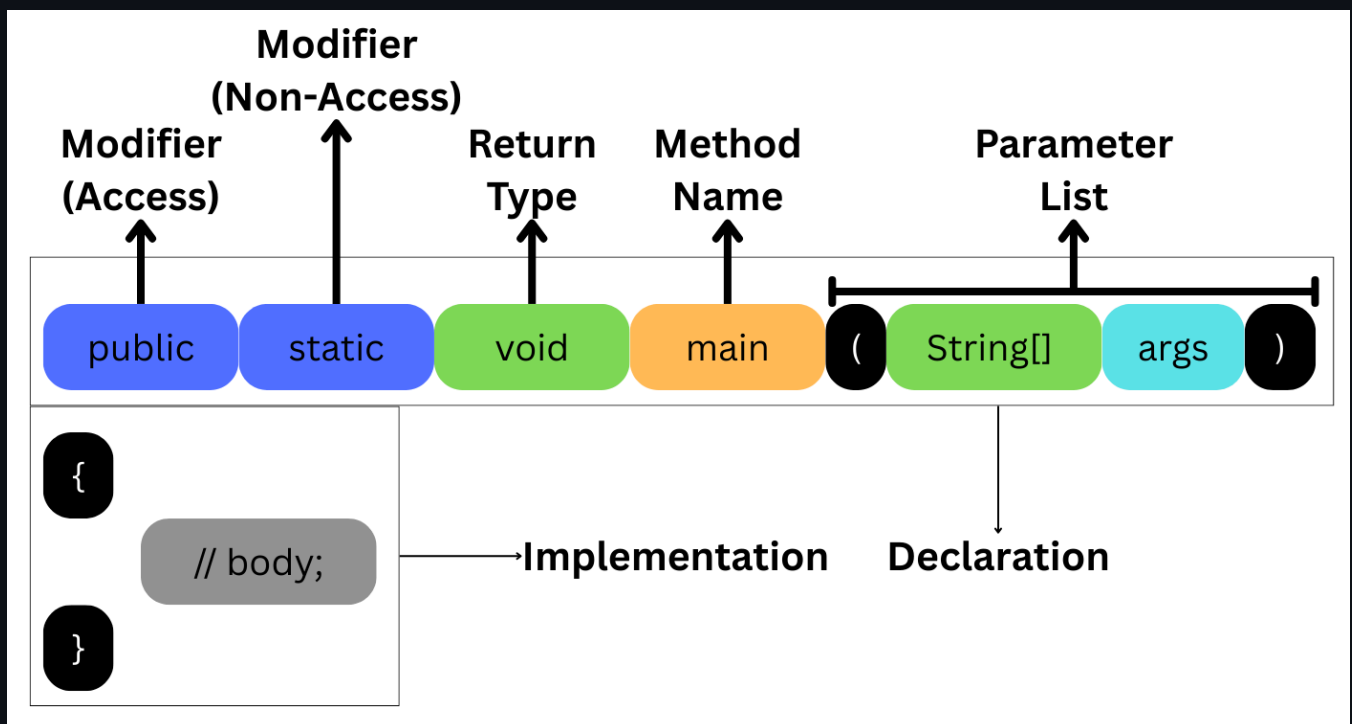 Modifier
(Non-Access)
Modifier
(Access)
Return
Type
Method
Name
Parameter
List
public static void main ( String[] args )
{
// body;
}
Implementation
Declaration